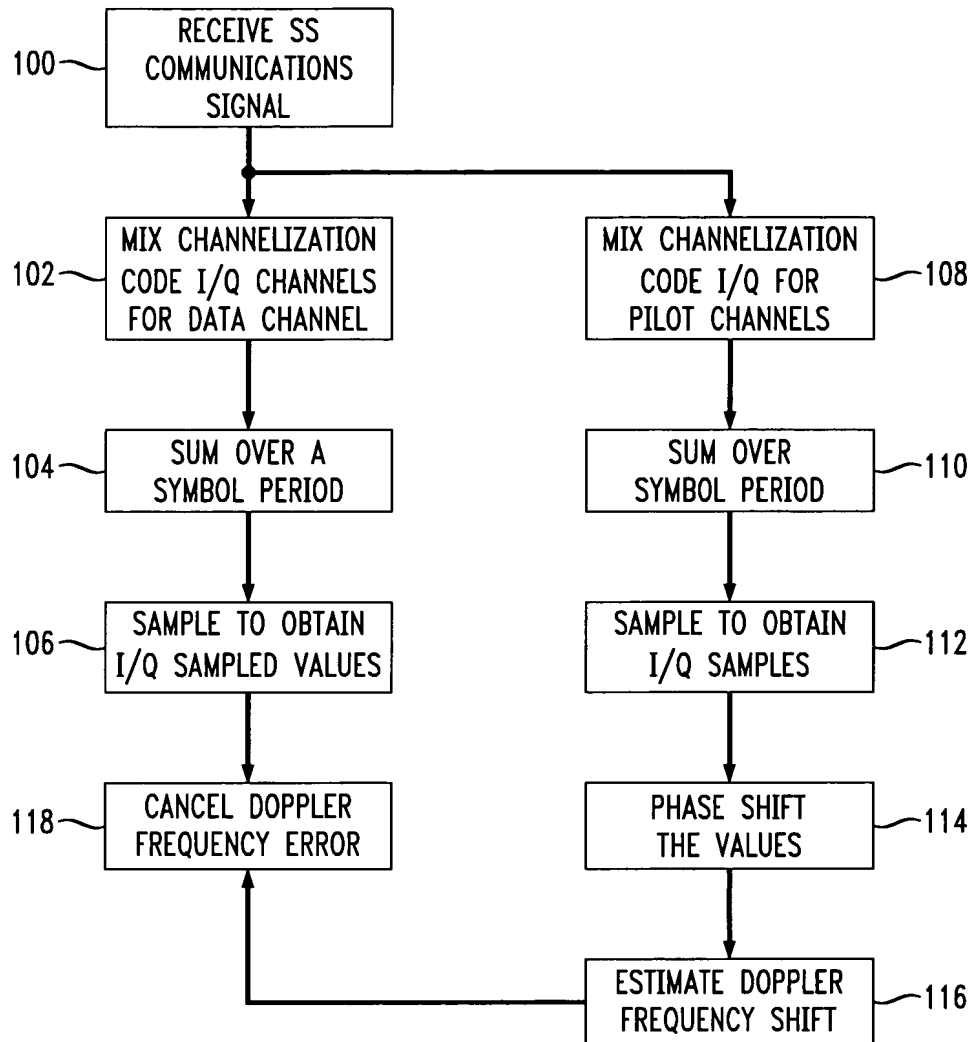 100
RECEIVE SS
COMMUNICATIONS
SIGNAL
102
MIX CHANNELIZATION
CODE I/Q CHANNELS
FOR DATA CHANNEL
MIX CHANNELIZATION
CODE I/Q FOR
PILOT CHANNELS
108
104
SUM OVER A
SYMBOL PERIOD
SUM OVER
SYMBOL PERIOD
110
106
SAMPLE TO OBTAIN
I/Q SAMPLED VALUES
SAMPLE TO OBTAIN
I/Q SAMPLES
112
118
CANCEL DOPPLER
FREQUENCY ERROR
PHASE SHIFT
THE VALUES
114
ESTIMATE DOPPLER
FREQUENCY SHIFT
116